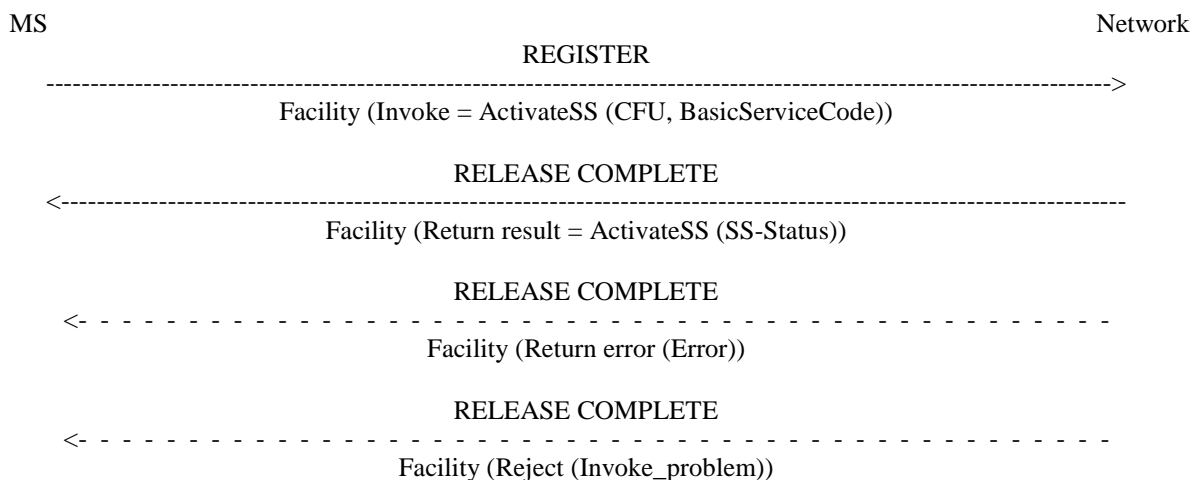 MS Network
REGISTER
Facility (Invoke = ActivateSS (CFU, BasicServiceCode))
RELEASE COMPLETE
Facility (Return result = ActivateSS (SS-Status))
RELEASE COMPLETE
Facility (Return error (Error))
RELEASE COMPLETE
Facility (Reject (Invoke_problem))